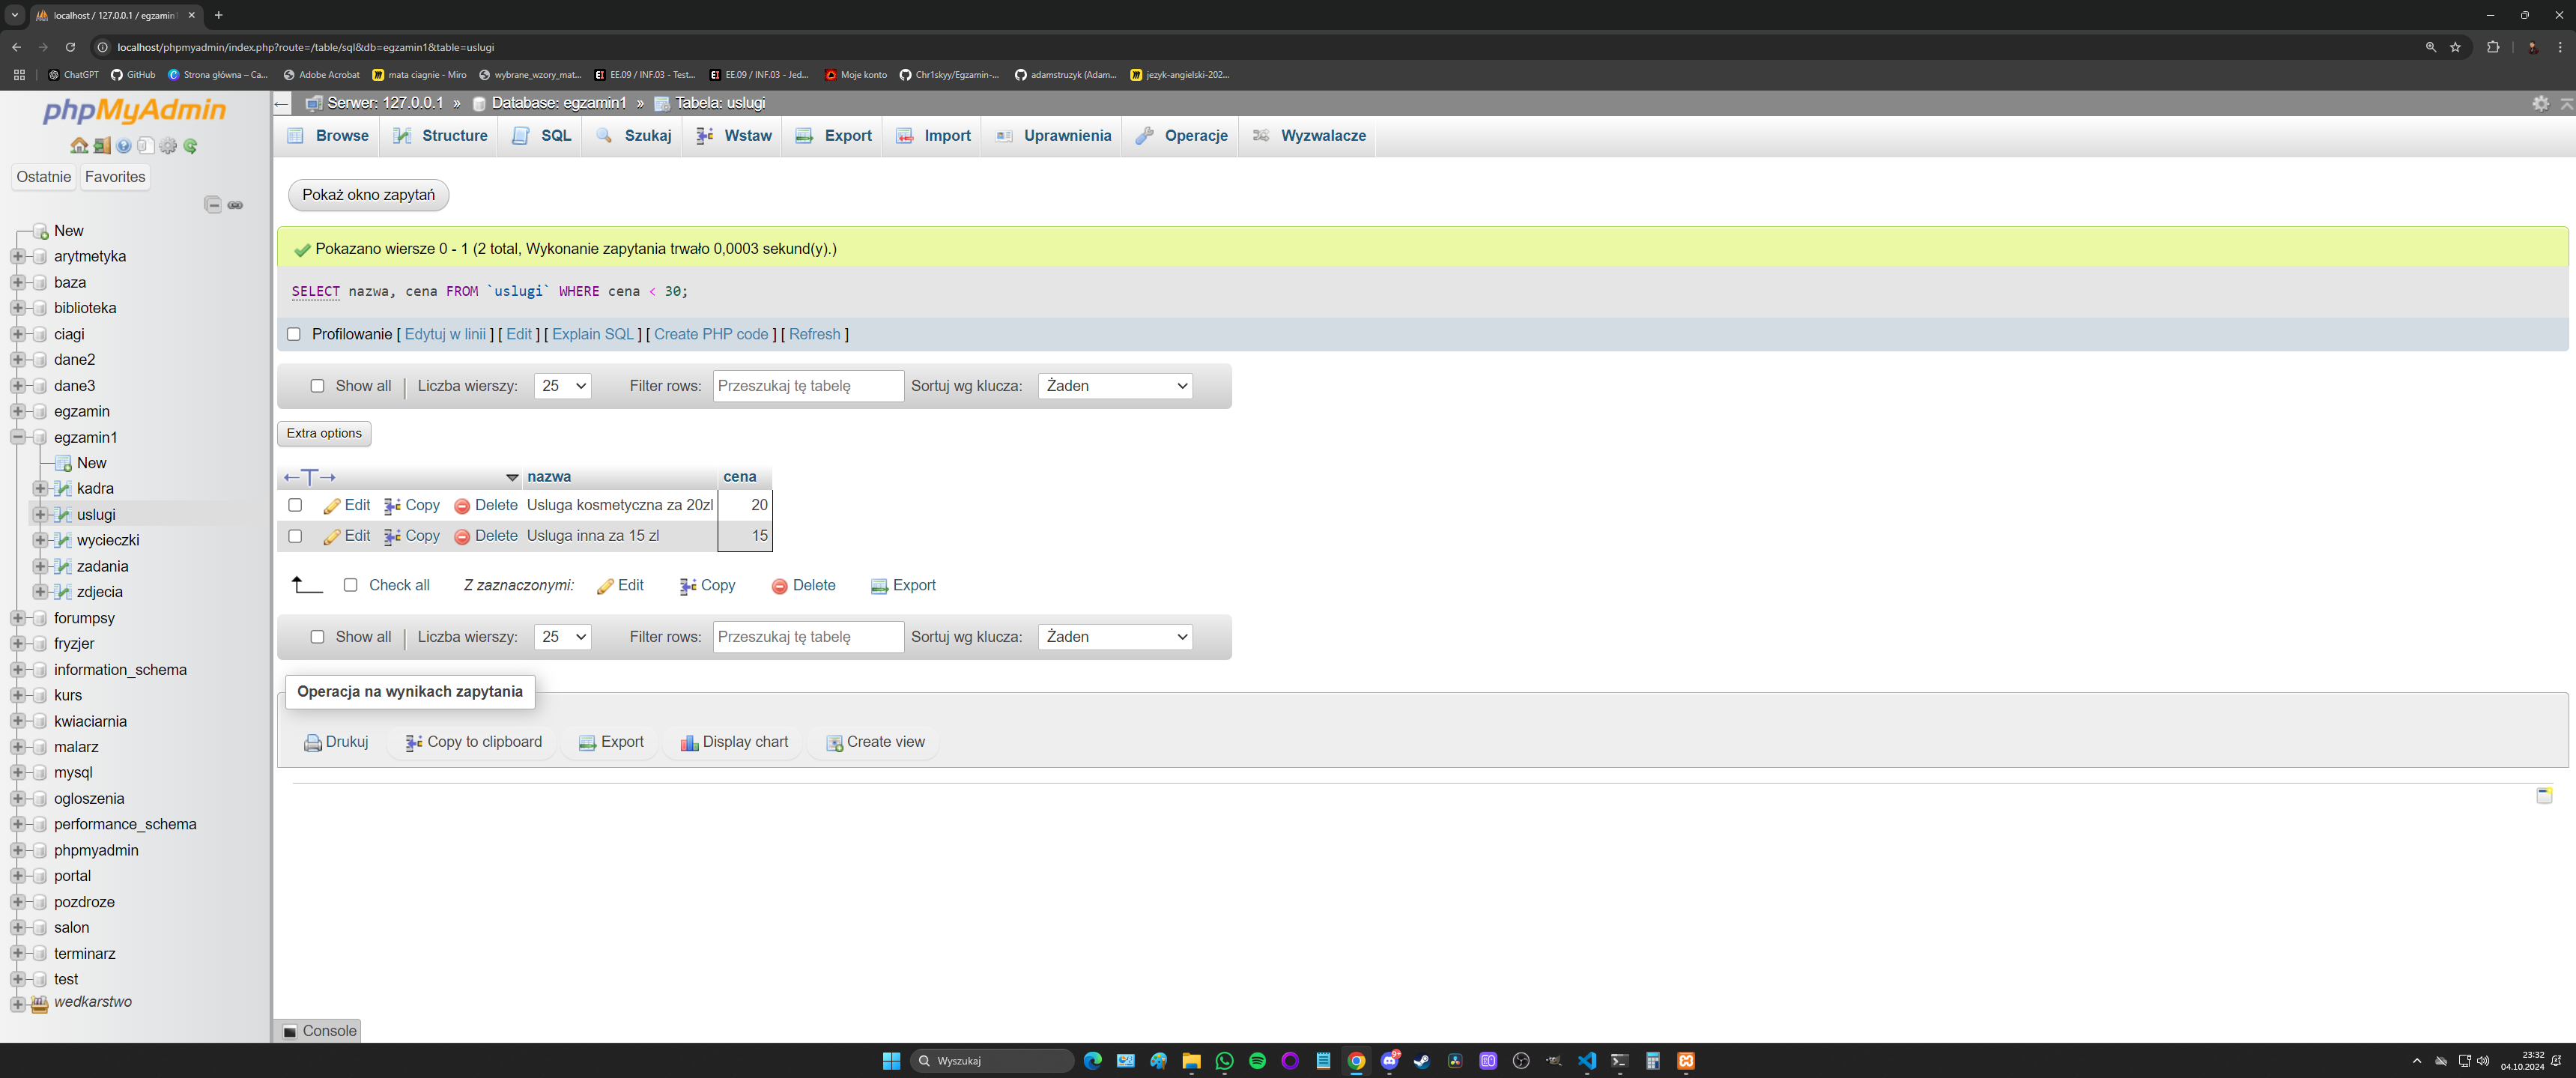 localhost / 127.0.0.1 / egzamin1
localhost/phpmyadmin/index.php?route=/table/sql&db=egzamin1&table=uslugi
ChatGPT GitHub Strona główna – Ca... Adobe Acrobat mata ciagnie - Miro wybrane_wzory_mat... EE.09 / INF.03 - Test... EE.09 / INF.03 - Jed... Moje konto Chr1skyy/Egzamin-... adamstruzyk (Adam... jezyk-angielski-202...
phpMyAdmin
Ostatnie Favorites
New
arytmetyka
baza
biblioteka
ciagi
dane2
dane3
egzamin
egzamin1
New
kadra
uslugi
wycieczki
zadania
zdjecia
forumpsy
fryzjer
information_schema
kurs
kwiaciarnia
malarz
mysql
ogloszenia
performance_schema
phpmyadmin
portal
pozdroze
salon
terminarz
test
wedkarstwo
Serwer: 127.0.0.1 » Database: egzamin1 » Tabela: uslugi
Browse Structure SQL Szukaj Wstaw Export Import Uprawnienia Operacje Wyzwalacze
Pokaż okno zapytań
Pokazano wiersze 0 - 1 (2 total, Wykonanie zapytania trwało 0,0003 sekund(y).)
SELECT nazwa, cena FROM `uslugi` WHERE cena < 30;
Profilowanie [ Edytuj w linii ] [ Edit ] [ Explain SQL ] [ Create PHP code ] [ Refresh ]
Show all | Liczba wierszy: 25 Filter rows: Przeszukaj tę tabelę Sortuj wg klucza: Żaden
Extra options
nazwa cena
Edit Copy Delete Usluga kosmetyczna za 20zl 20
Edit Copy Delete Usluga inna za 15 zl 15
Check all Z zaznaczonymi: Edit Copy Delete Export
Show all | Liczba wierszy: 25 Filter rows: Przeszukaj tę tabelę Sortuj wg klucza: Żaden
Operacja na wynikach zapytania
Drukuj Copy to clipboard Export Display chart Create view
Console
Wyszukaj
23:32
04.10.2024